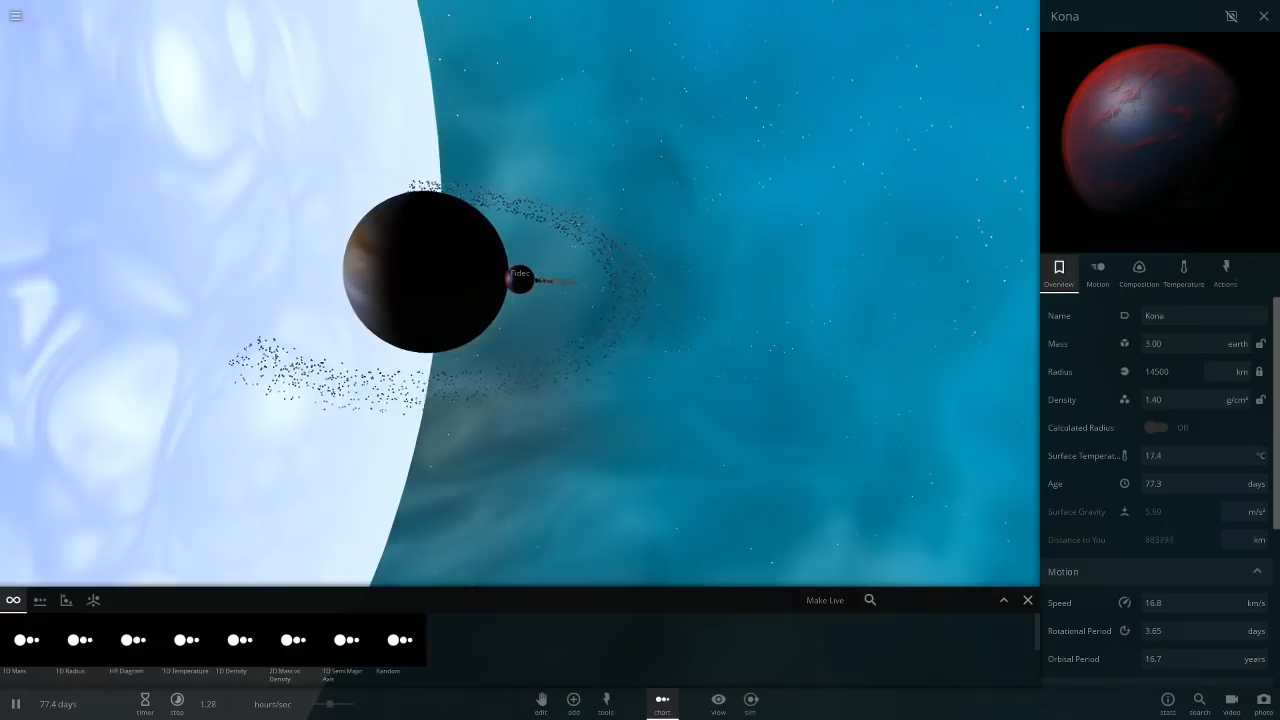 Kona
Fidec
Overview
Motion
Composition
Temperature
Actions
Name Kona
Mass 3.00 earth
Radius 14500 km
Density 1.40 g/cm³
Calculated Radius Off
Surface Temperat... 17.4 °C
Age 77.3 days
Surface Gravity 5.69 m/s²
Distance to You km
Motion
Speed 16.8 km/s
Rotational Period 3.65 days
Orbital Period 16.7 years
Make Live
1D Mass
1D Radius
HR Diagram
1D Temperature
1D Density
2D Mass vs
Density
1D Semi Major
Axis
Random
77.4 days
timer
step
1.28 hours/sec
edit
add
tools
chart
view
sim
stats
search
video
photo